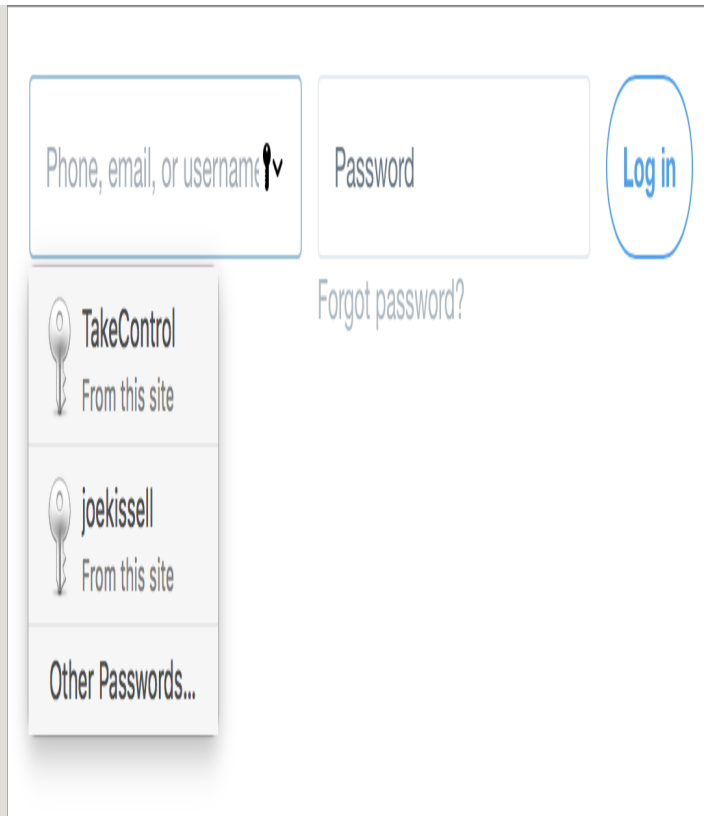 Phone, email, or username
Password
Log in
Forgot password?
TakeControl
From this site
joekissell
From this site
Other Passwords...